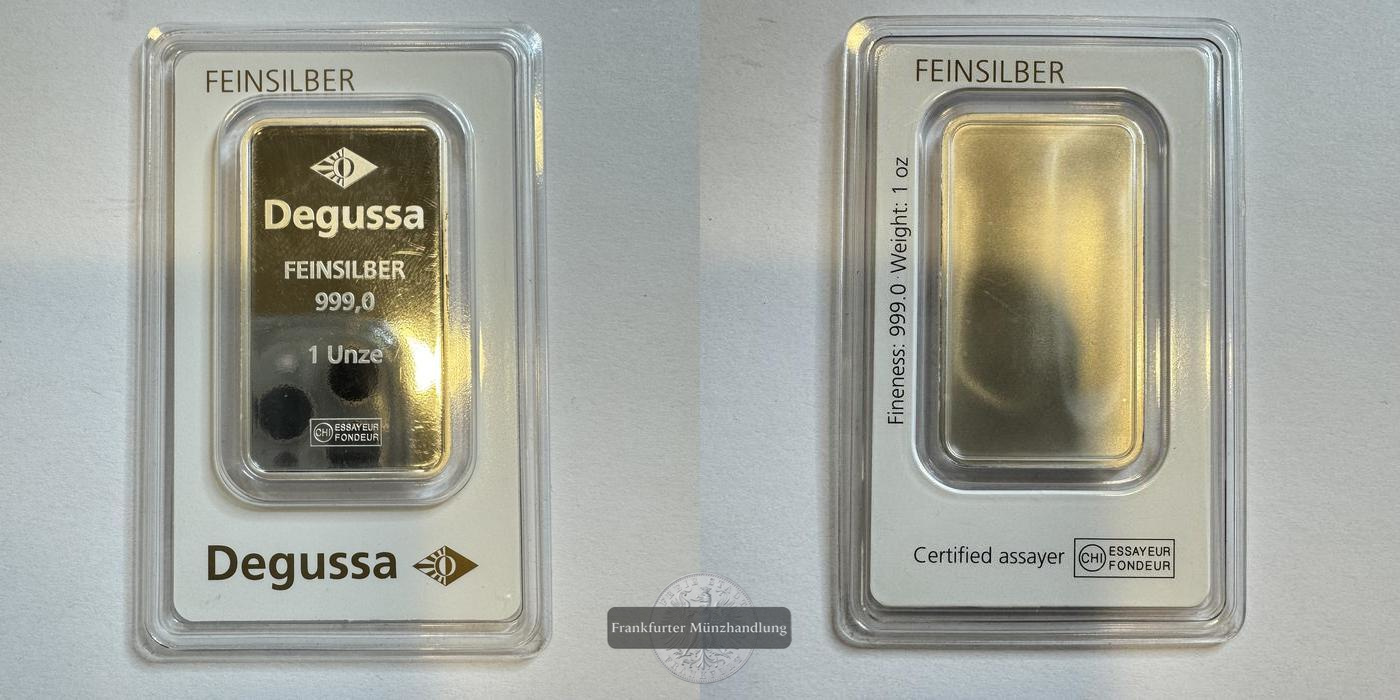 FEINSILBER
Degussa
FEINSILBER
999,0
1 Unze
CHI ESSAYEUR
FONDEUR
Degussa
FEINSILBER
Fineness: 999.0 · Weight: 1 oz
Certified assayer CHI ESSAYEUR
FONDEUR
Frankfurter Münzhandlung